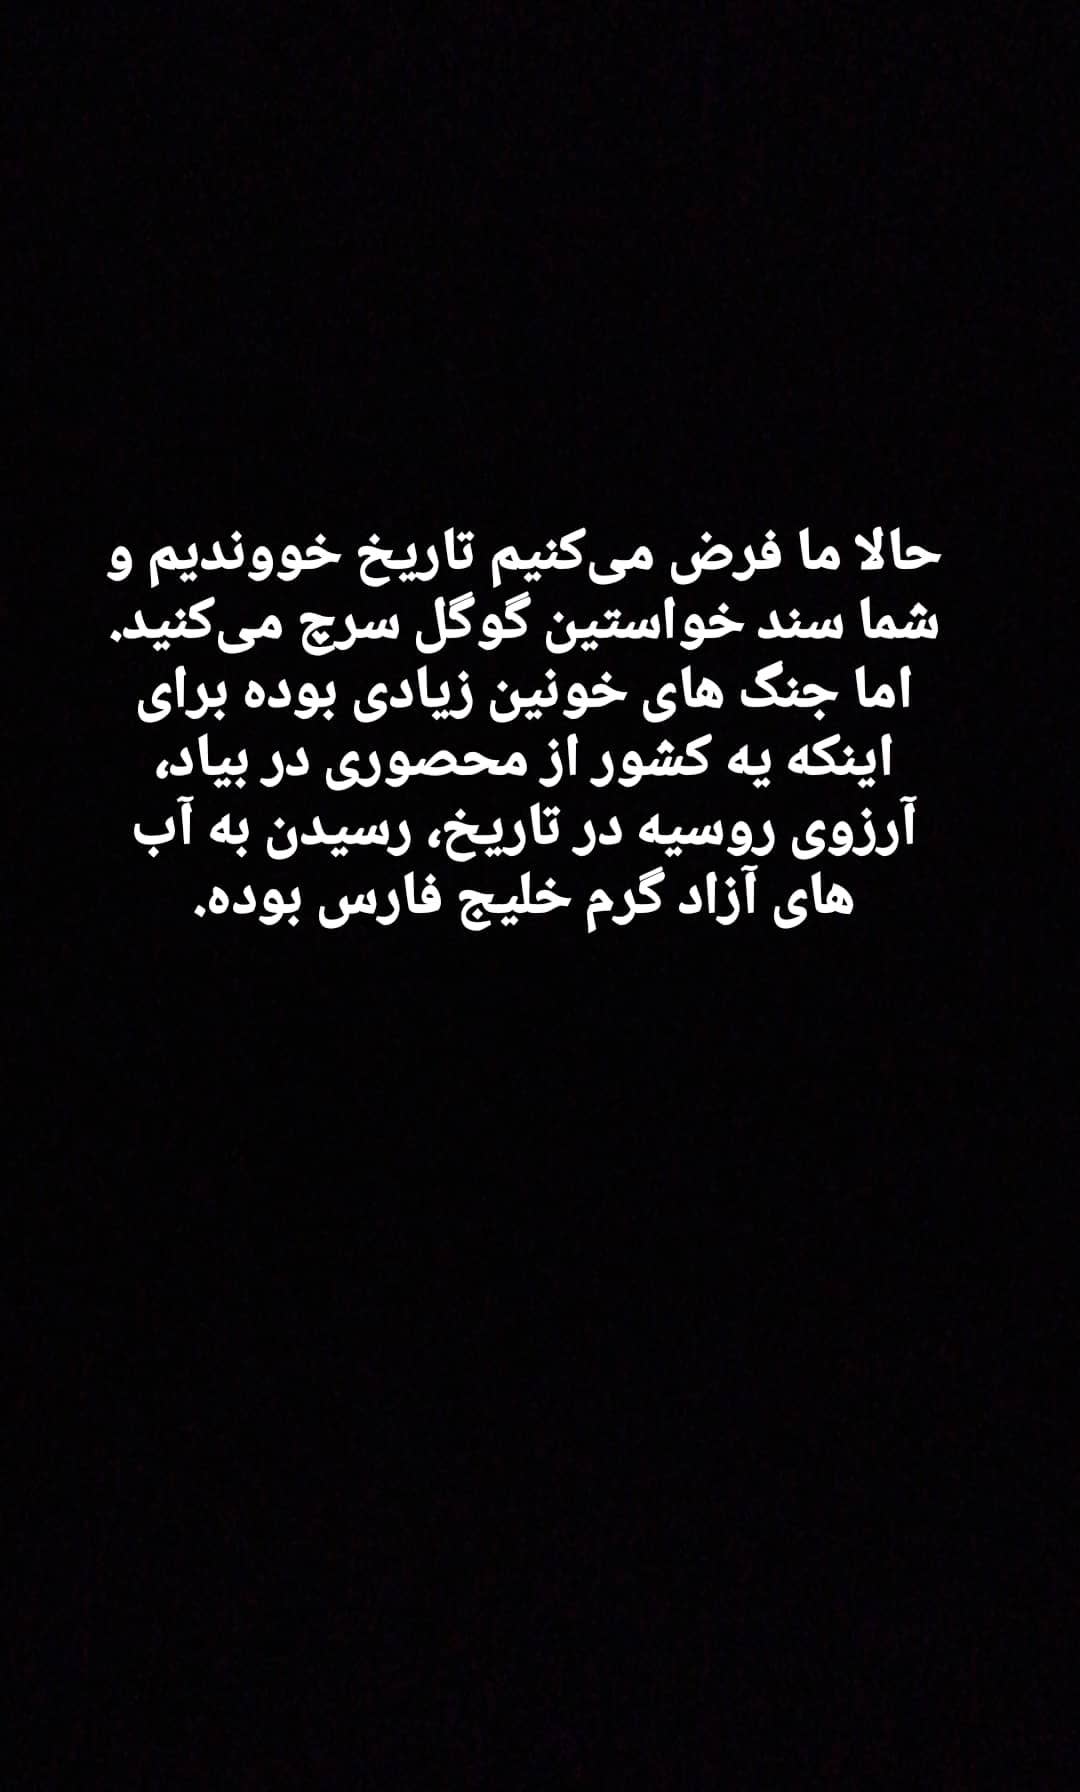 حالا ما فرض می‌کنیم تاریخ خووندیم و
شما سند خواستین گوگل سرچ می‌کنید.
اما جنگ های خونین زیادی بوده برای
اینکه یه کشور از محصوری در بیاد،
آرزوی روسیه در تاریخ، رسیدن به آب
های آزاد گرم خلیج فارس بوده.